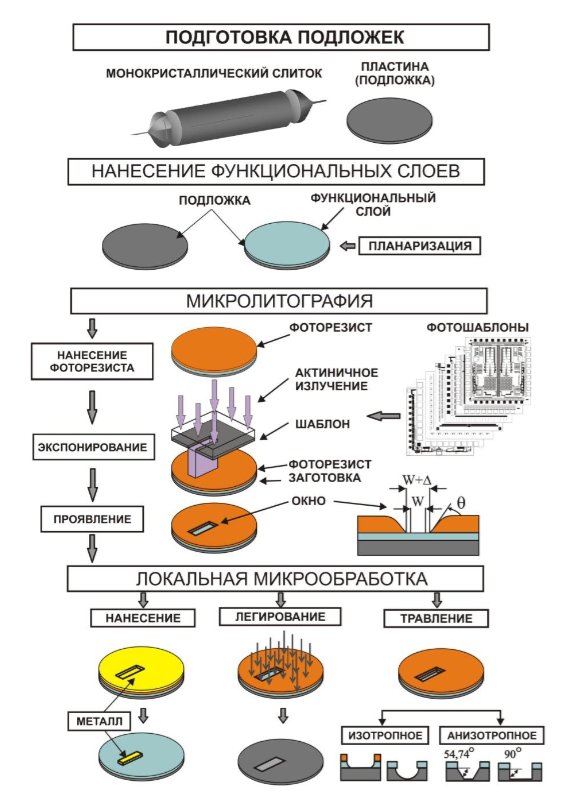 ПОДГОТОВКА ПОДЛОЖЕК
МОНОКРИСТАЛЛИЧЕСКИЙ СЛИТОК
ПЛАСТИНА
(ПОДЛОЖКА)
НАНЕСЕНИЕ ФУНКЦИОНАЛЬНЫХ СЛОЕВ
ПОДЛОЖКА
ФУНКЦИОНАЛЬНЫЙ
СЛОЙ
ПЛАНАРИЗАЦИЯ
МИКРОЛИТОГРАФИЯ
НАНЕСЕНИЕ
ФОТОРЕЗИСТА
ФОТОРЕЗИСТ
ФОТОШАБЛОНЫ
АКТИНИЧНОЕ
ИЗЛУЧЕНИЕ
ШАБЛОН
ЭКСПОНИРОВАНИЕ
ФОТОРЕЗИСТ
ЗАГОТОВКА
W+Δ
W
θ
ОКНО
ПРОЯВЛЕНИЕ
ЛОКАЛЬНАЯ МИКРООБРАБОТКА
НАНЕСЕНИЕ
ЛЕГИРОВАНИЕ
ТРАВЛЕНИЕ
МЕТАЛЛ
ИЗОТРОПНОЕ
АНИЗОТРОПНОЕ
54,74°
90°